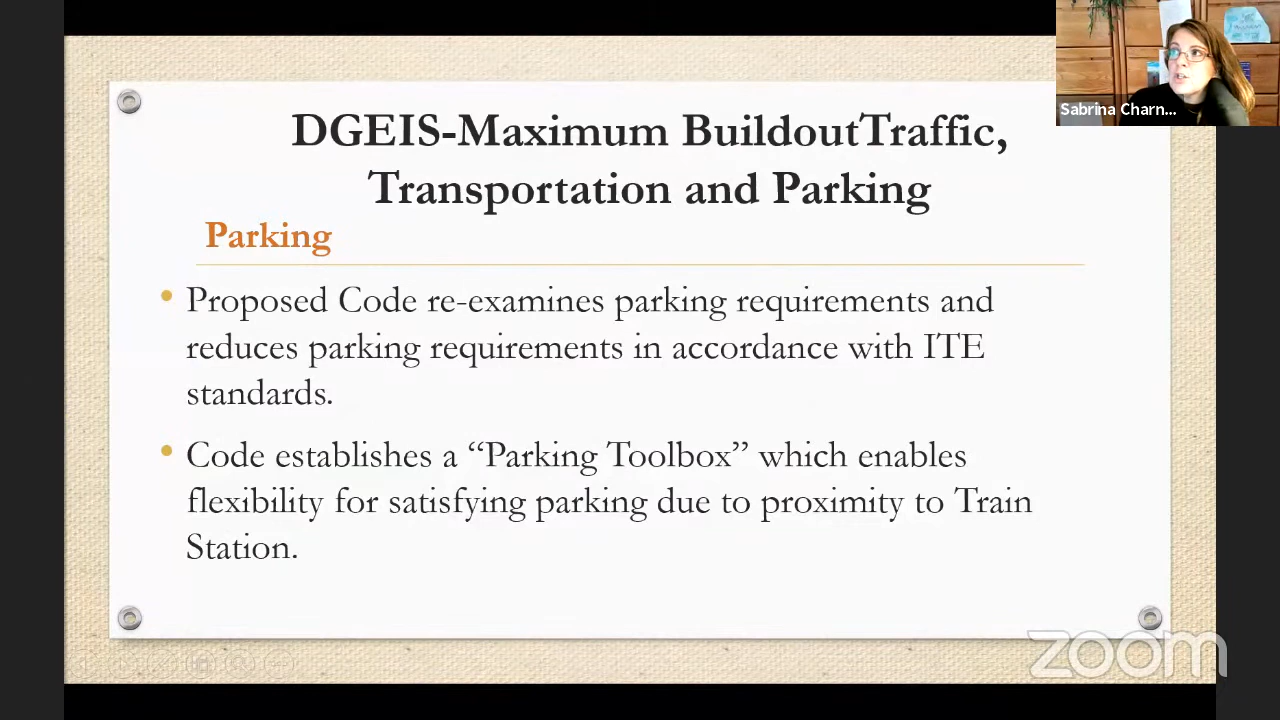 DGEIS-Maximum BuildoutTraffic,
Transportation and Parking
Parking
Proposed Code re-examines parking requirements and
reduces parking requirements in accordance with ITE
standards.
Code establishes a “Parking Toolbox” which enables
flexibility for satisfying parking due to proximity to Train
Station.
Sabrina Charn...
zoom